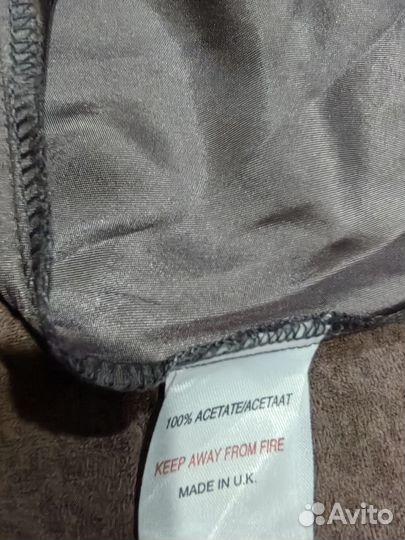 100% ACETATE/ACETAAT
KEEP AWAY FROM FIRE
MADE IN U.K.
Avito